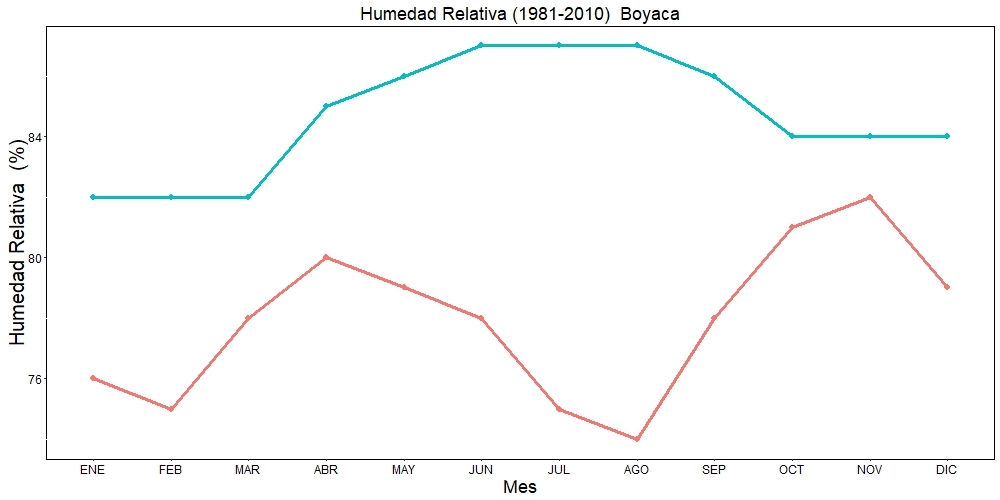 Humedad Relativa (1981-2010)  Boyaca
Humedad Relativa  (%)
84
80
76
ENE FEB MAR ABR MAY JUN JUL AGO SEP OCT NOV DIC
Mes